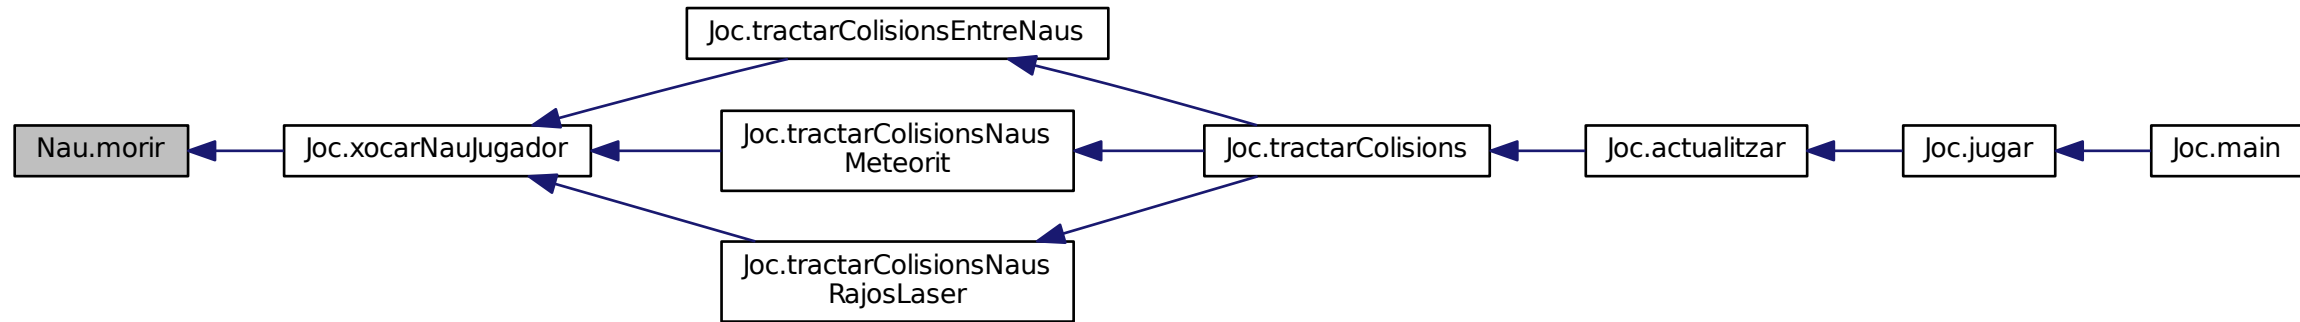 Joc.tractarColisionsEntreNaus
Nau.morir
Joc.xocarNauJugador
Joc.tractarColisionsNaus
Meteorit
Joc.tractarColisions
Joc.actualitzar
Joc.jugar
Joc.main
Joc.tractarColisionsNaus
RajosLaser